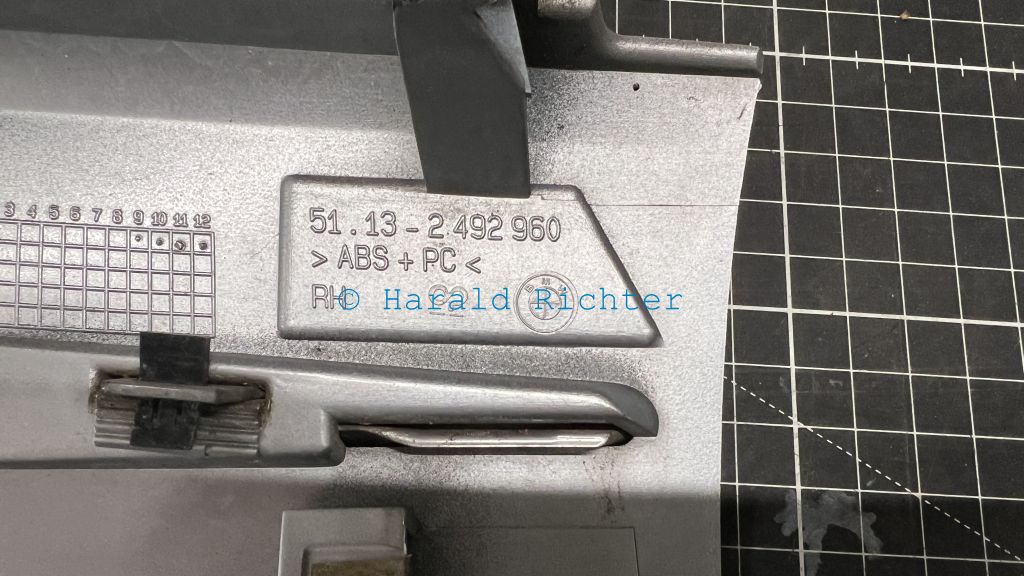 3 4 5 6 7 8 9 10 11 12
51.13-2 492 960
> ABS + PC <
RH
© Harald Richter
BMW